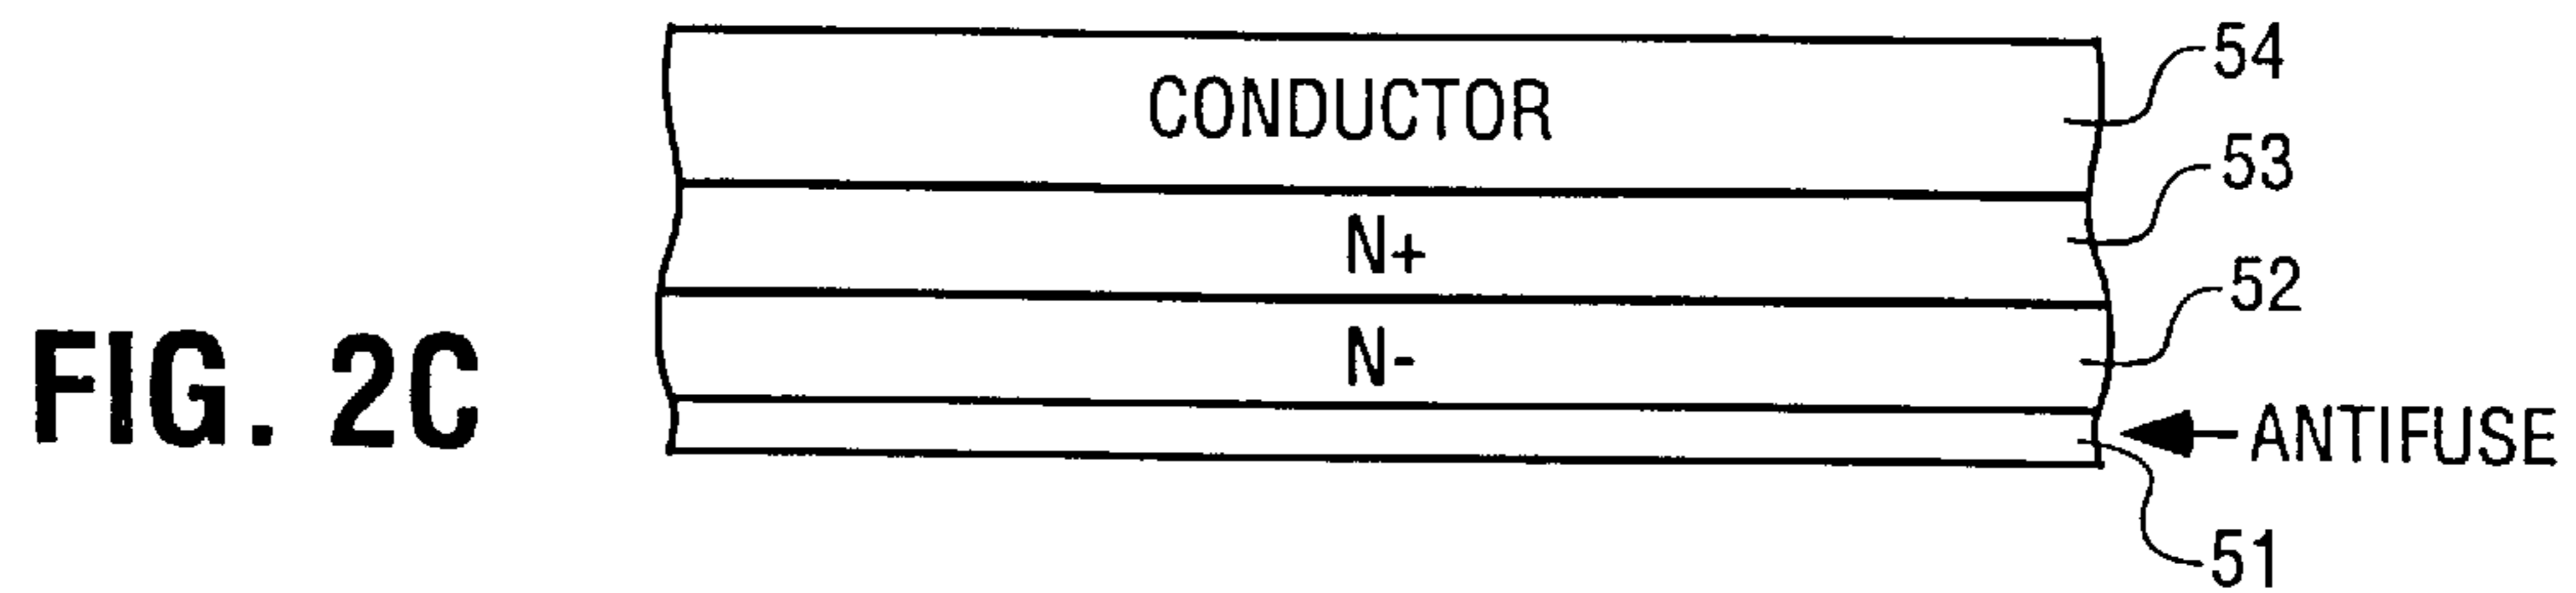 54
CONDUCTOR
53
N+
52
N-
FIG. 2C
ANTIFUSE
51